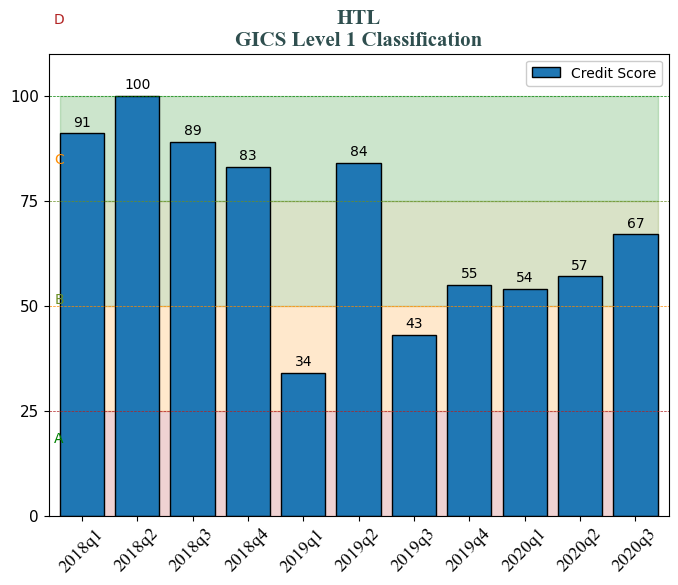 D
HTL
GICS Level 1 Classification
Credit Score
100
75
50
25
0
C
B
A
91
100
89
83
34
84
43
55
54
57
67
2018q1
2018q2
2018q3
2018q4
2019q1
2019q2
2019q3
2019q4
2020q1
2020q2
2020q3